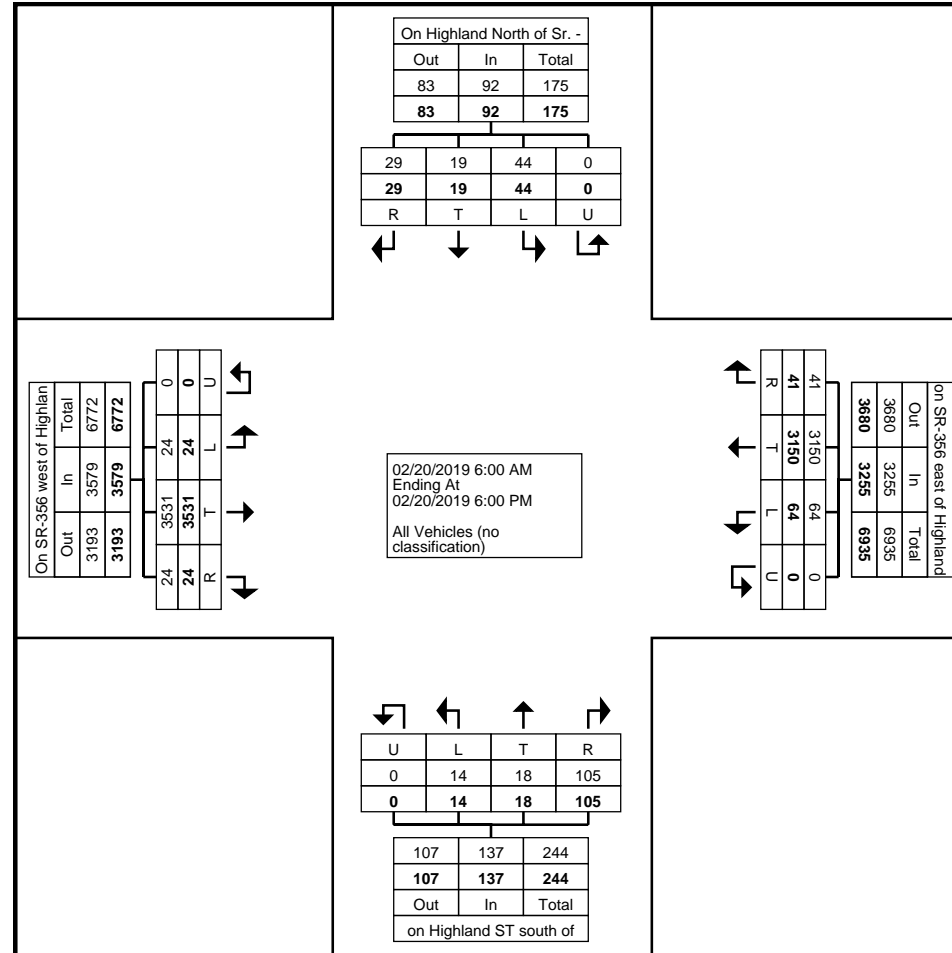 On Highland North of Sr. -
Out In Total
83 92 175
83 92 175
29 19 44 0
29 19 44 0
R T L U
On SR-356 west of Highlan
Total In Out
6772 3579 3193
6772 3579 3193
0 24 3531 24
0 24 3531 24
U L T R
02/20/2019 6:00 AM
Ending At
02/20/2019 6:00 PM
All Vehicles (no
classification)
R T L U
41 3150 64 0
41 3150 64 0
3680 3255 6935
3680 3255 6935
Out In Total
on SR-356 east of Highland
U L T R
0 14 18 105
0 14 18 105
107 137 244
107 137 244
Out In Total
on Highland ST south of